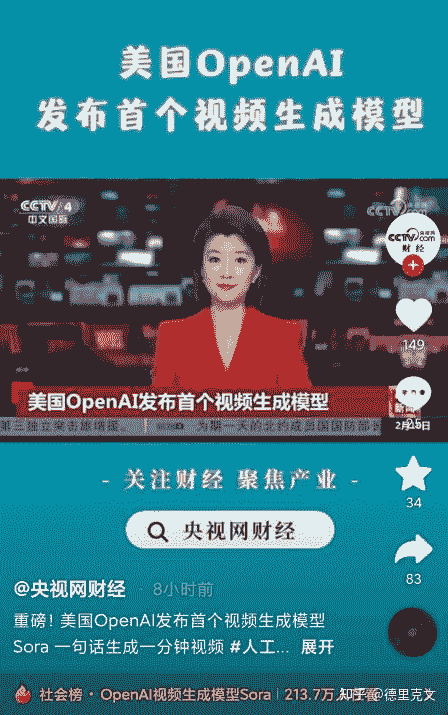 美国OpenAI
发布首个视频生成模型
CCTV 4
中文国际
CCTV
.com
财经
149
美国OpenAI发布首个视频生成模型
新闻
25
34
- 关注财经 聚焦产业 -
央视网财经
83
@央视网财经 · 8小时前
重磅！美国OpenAI发布首个视频生成模型
Sora 一句话生成一分钟视频 #人工... 展开
社会榜・OpenAI视频生成模型Sora
213.7万人
知乎 @德里克文